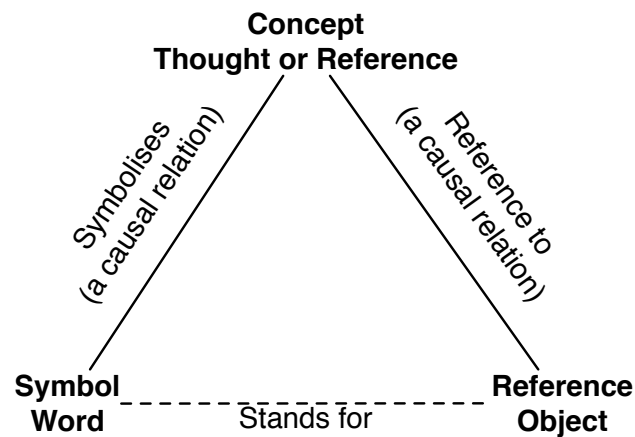 Concept
Thought or Reference
Symbolises
(a causal relation)
Reference to
(a causal relation)
Symbol
Word
Stands for
Reference
Object